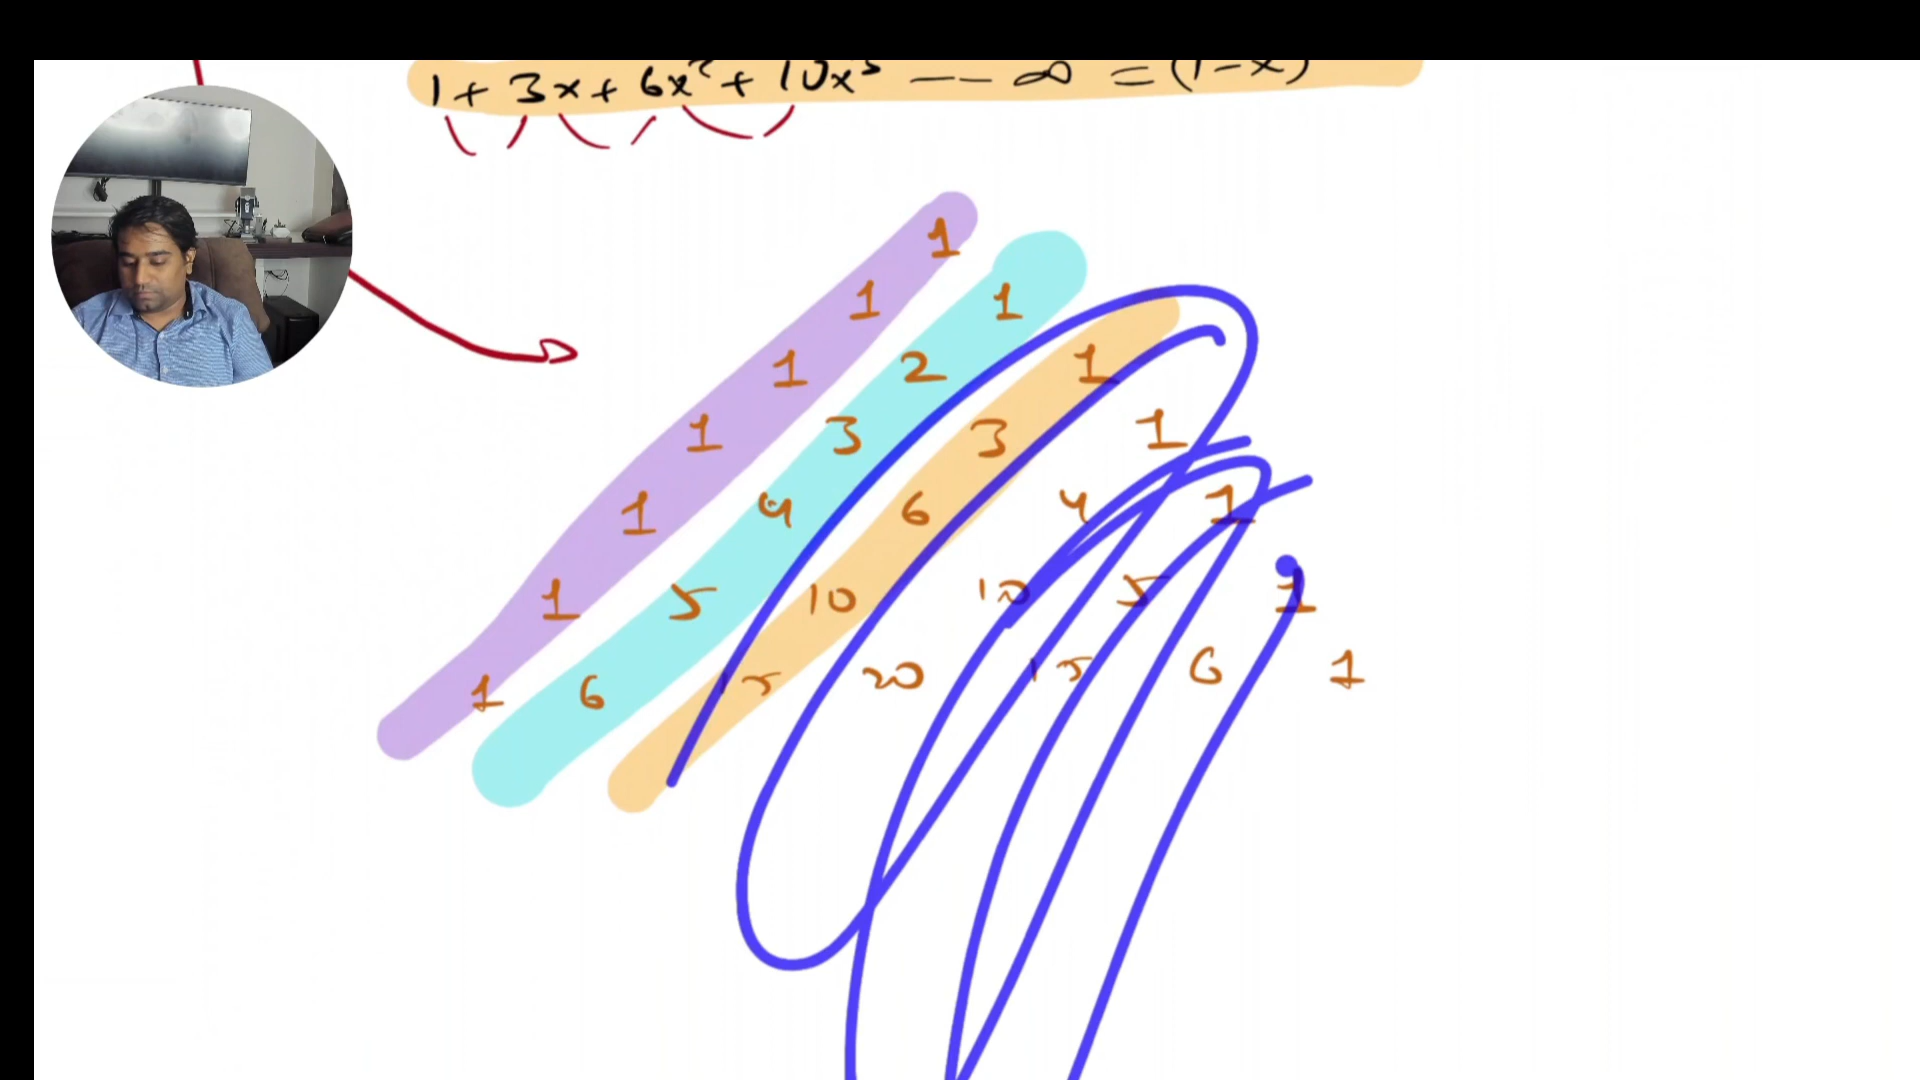 1 + 3x + 6x² + 10x³ —— ∞ = (1-x)
1
1 1
1 2 1
1 3 3 1
1 4 6 4 1
1 5 10 10 5 1
1 6 15 20 15 6 1